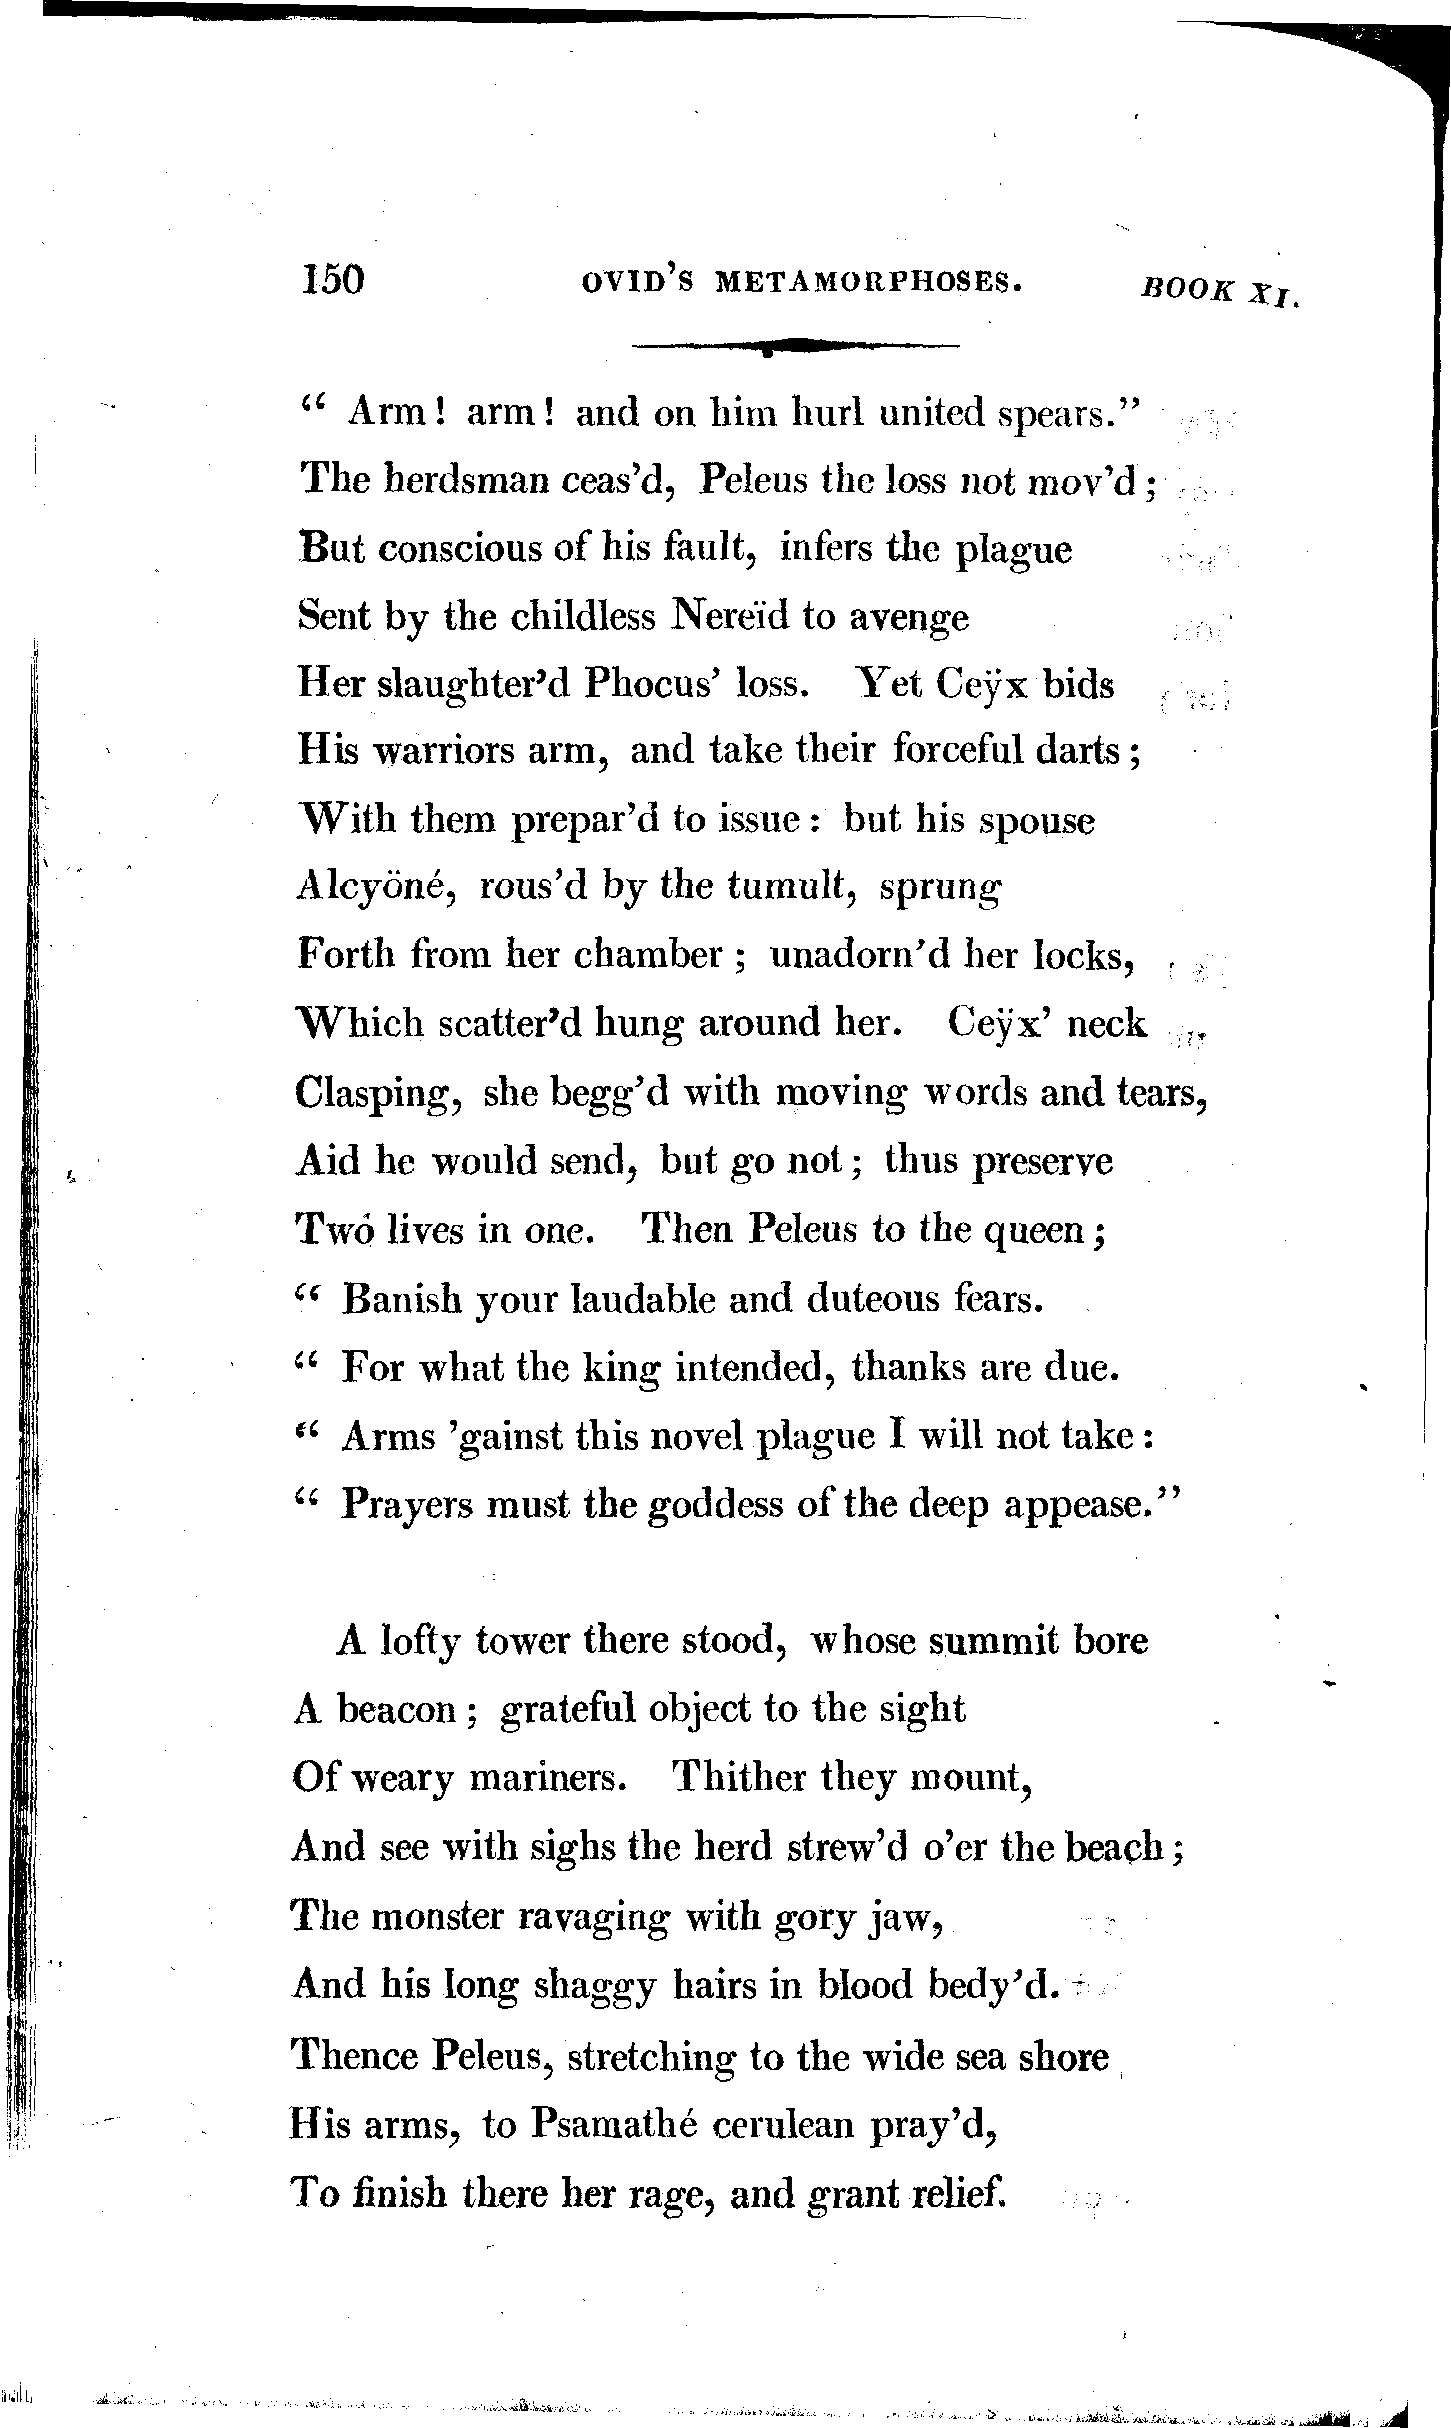 150 OVID'S METAMORPHOSES. BOOK XI.
“ Arm! arm! and on him hurl united spears.”
The herdsman ceas'd, Peleus the loss not mov'd;
But conscious of his fault, infers the plague
Sent by the childless Nereïd to avenge
Her slaughter'd Phocus' loss. Yet Ceÿx bids
His warriors arm, and take their forceful darts;
With them prepar'd to issue: but his spouse
Alcyöné, rous'd by the tumult, sprung
Forth from her chamber; unadorn'd her locks,
Which scatter'd hung around her. Ceÿx' neck
Clasping, she begg'd with moving words and tears,
Aid he would send, but go not; thus preserve
Two lives in one. Then Peleus to the queen;
“ Banish your laudable and duteous fears.
“ For what the king intended, thanks are due.
“ Arms 'gainst this novel plague I will not take:
“ Prayers must the goddess of the deep appease.”
A lofty tower there stood, whose summit bore
A beacon; grateful object to the sight
Of weary mariners. Thither they mount,
And see with sighs the herd strew'd o'er the beach;
The monster ravaging with gory jaw,
And his long shaggy hairs in blood bedy'd.
Thence Peleus, stretching to the wide sea shore
His arms, to Psamathé cerulean pray'd,
To finish there her rage, and grant relief.